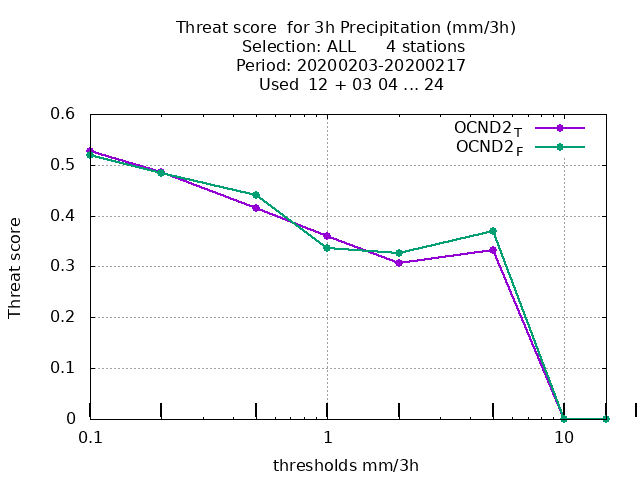 Threat score  for 3h Precipitation (mm/3h)
Selection: ALL      4 stations
Period: 20200203-20200217
Used  12 + 03 04 ... 24
OCND2T
OCND2F
0.6
0.5
0.4
0.3
0.2
0.1
0
Threat score
0.1 1 10
thresholds mm/3h